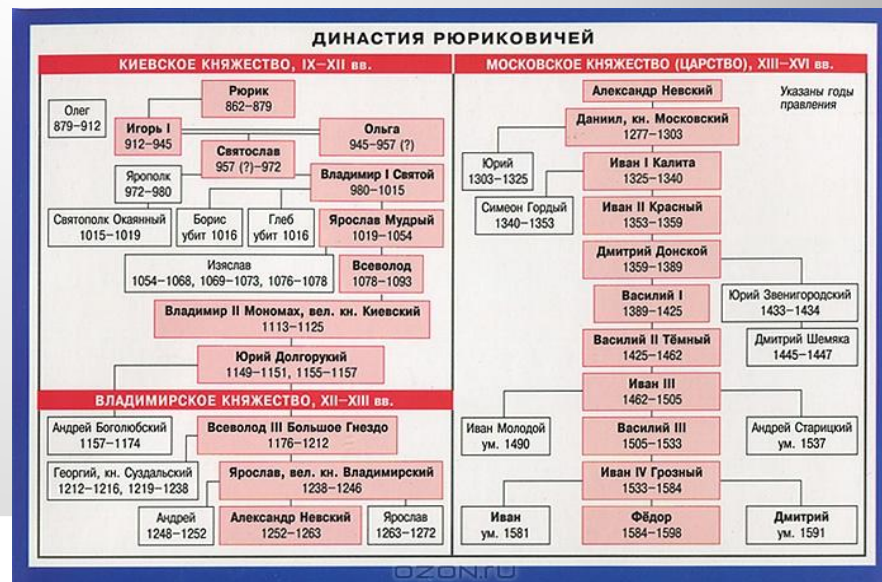 ДИНАСТИЯ РЮРИКОВИЧЕЙ
КИЕВСКОЕ КНЯЖЕСТВО, IX–XII вв.
Рюрик
862–879
Олег
879–912
Игорь I
912–945
Ольга
945–957 (?)
Святослав
957 (?)–972
Ярополк
972–980
Владимир I Святой
980–1015
Святополк Окаянный
1015–1019
Борис
убит 1016
Глеб
убит 1016
Ярослав Мудрый
1019–1054
Изяслав
1054–1068, 1069–1073, 1076–1078
Всеволод
1078–1093
Владимир II Мономах, вел. кн. Киевский
1113–1125
Юрий Долгорукий
1149–1151, 1155–1157
ВЛАДИМИРСКОЕ КНЯЖЕСТВО, XII–XIII вв.
Андрей Боголюбский
1157–1174
Всеволод III Большое Гнездо
1176–1212
Георгий, кн. Суздальский
1212–1216, 1219–1238
Ярослав, вел. кн. Владимирский
1238–1246
Андрей
1248–1252
Александр Невский
1252–1263
Ярослав
1263–1272
МОСКОВСКОЕ КНЯЖЕСТВО (ЦАРСТВО), XIII–XVI вв.
Александр Невский
Указаны годы
правления
Даниил, кн. Московский
1277–1303
Юрий
1303–1325
Иван I Калита
1325–1340
Симеон Гордый
1340–1353
Иван II Красный
1353–1359
Дмитрий Донской
1359–1389
Василий I
1389–1425
Юрий Звенигородский
1433–1434
Василий II Тёмный
1425–1462
Дмитрий Шемяка
1445–1447
Иван III
1462–1505
Иван Молодой
ум. 1490
Василий III
1505–1533
Андрей Старицкий
ум. 1537
Иван IV Грозный
1533–1584
Иван
ум. 1581
Фёдор
1584–1598
Дмитрий
ум. 1591
OZON.RU